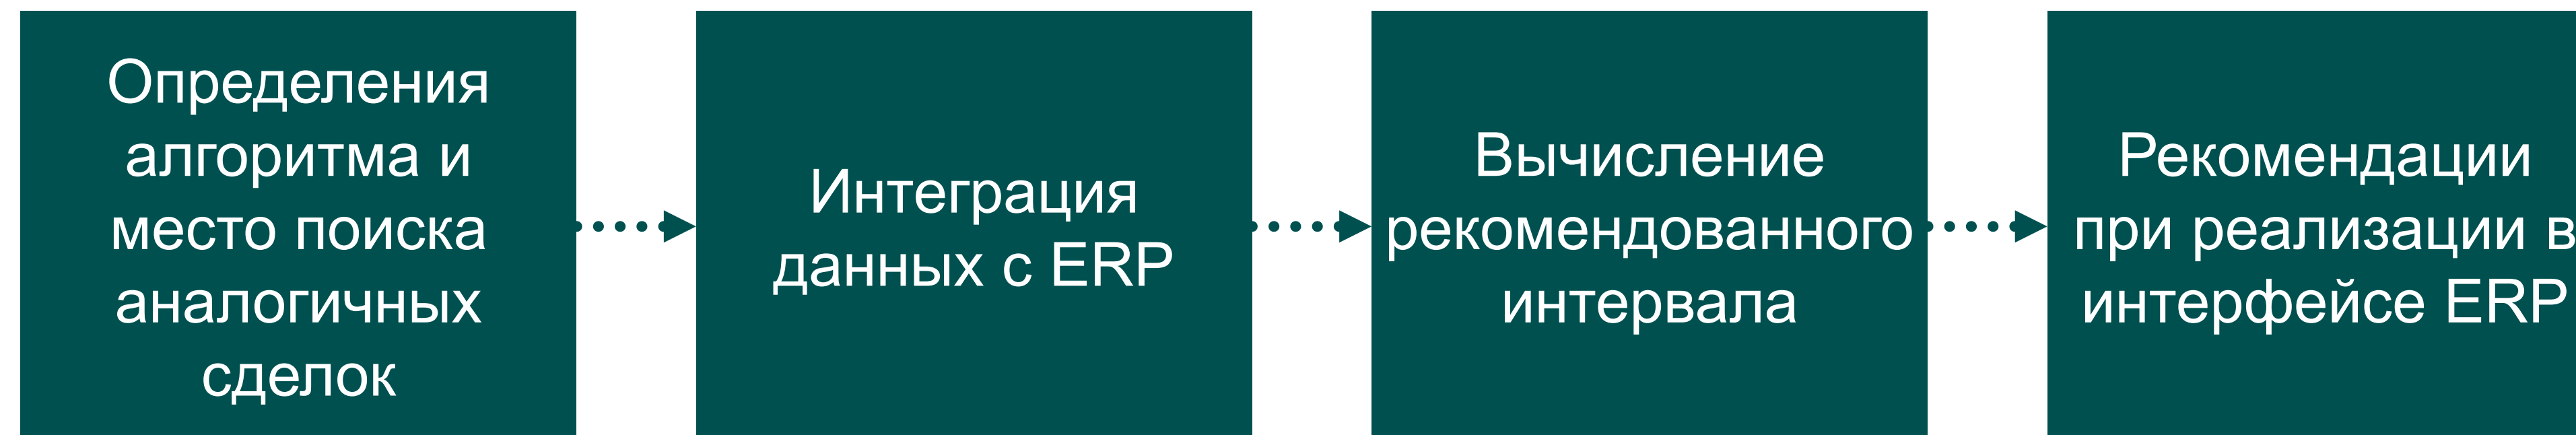 Определения
алгоритма и
место поиска
аналогичных
сделок
Интеграция
данных с ERP
Вычисление
рекомендованного
интервала
Рекомендации
при реализации в
интерфейсе ERP